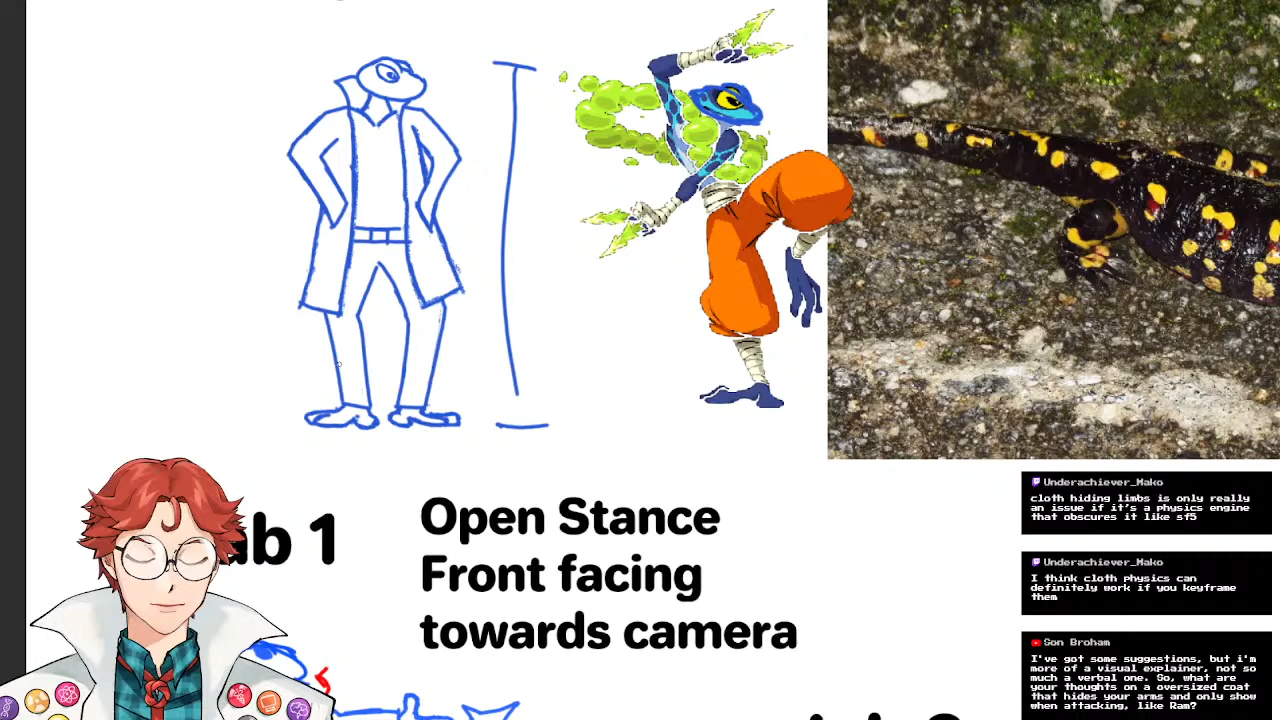 ab 1
Open Stance
Front facing
towards camera
Underachiever_Mako
cloth hiding limbs is only really
an issue if it's a physics engine
that obscures it like sf5
Underachiever_Mako
I think cloth physics can
definitely work if you keyframe
them
Son Broham
I've got some suggestions, but i'm
more of a visual explainer, not so
much a verbal one. So, what are
your thoughts on a oversized coat
that hides your arms and only show
when attacking, like Ram?